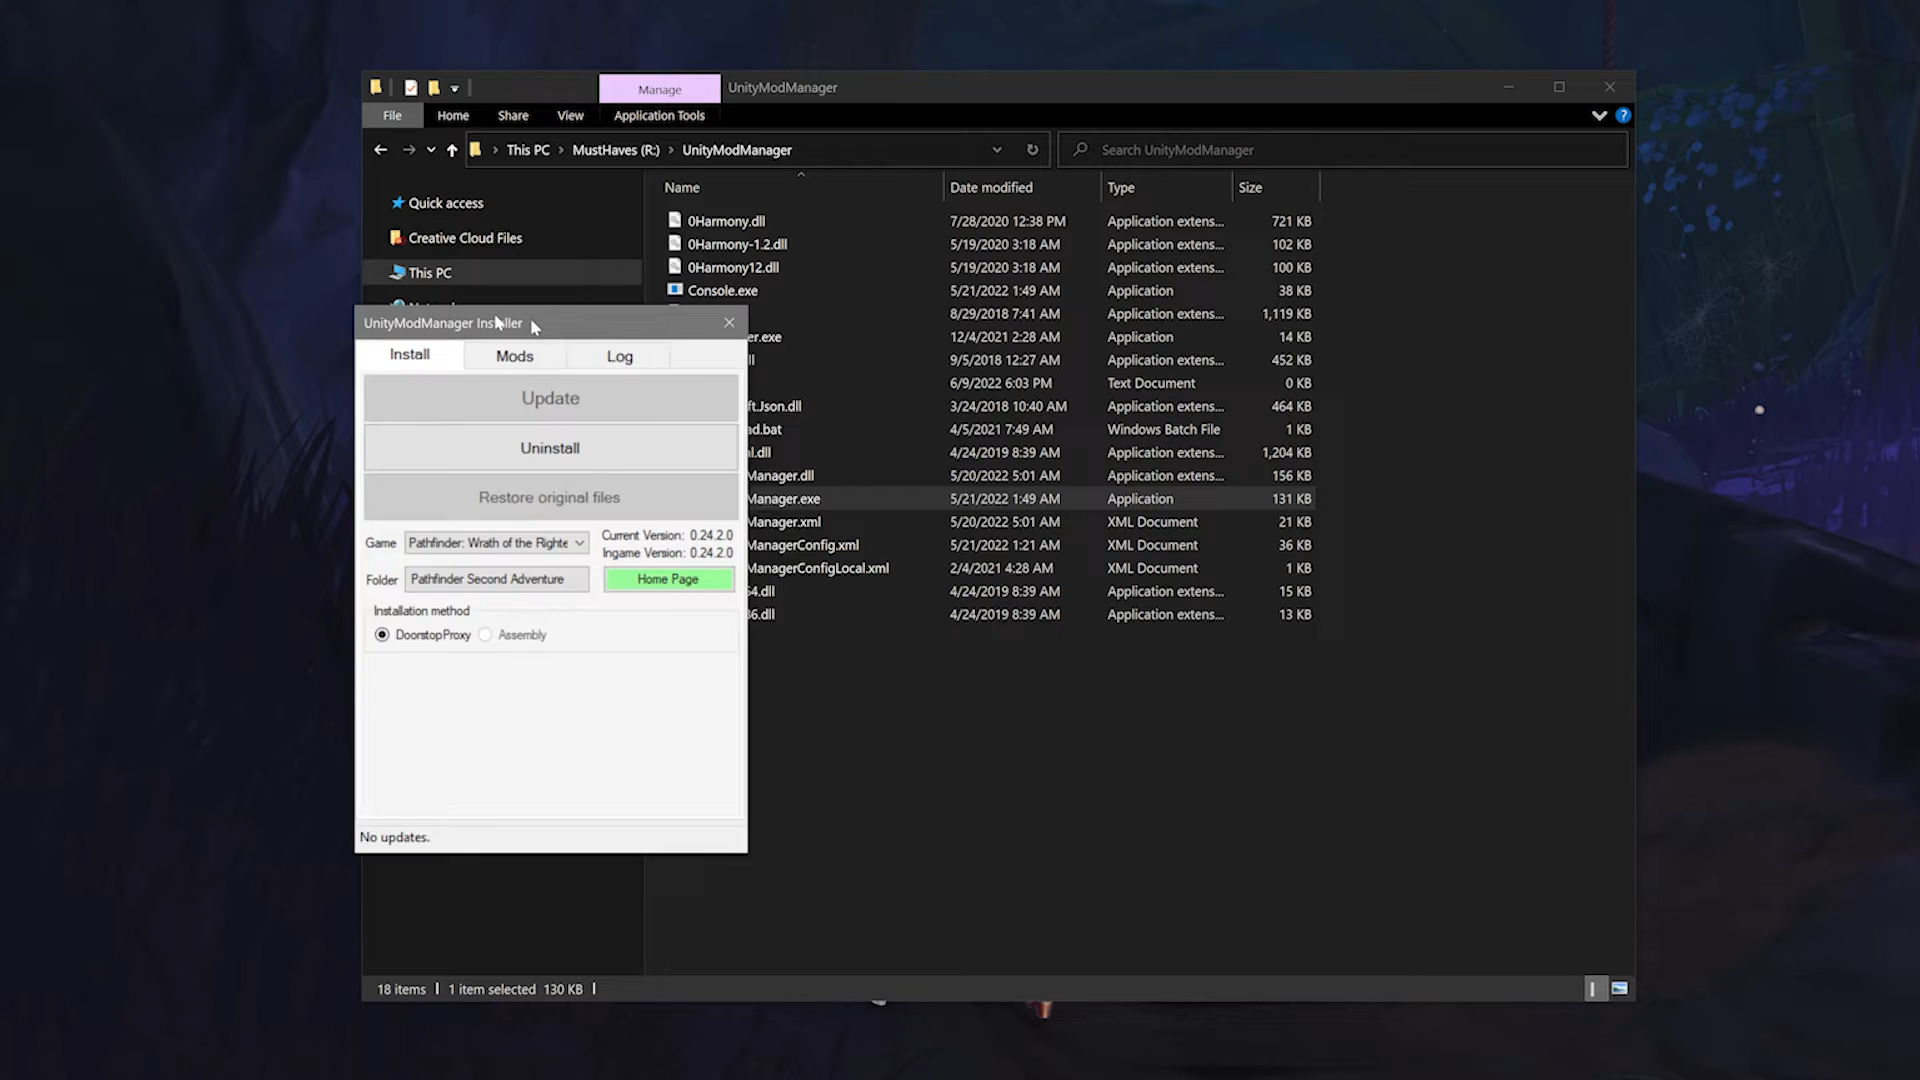 Manage
UnityModManager
File
Home
Share
View
Application Tools
This PC
MustHaves (R:)
UnityModManager
Search UnityModManager
Name
Date modified
Type
Size
Quick access
Creative Cloud Files
This PC
0Harmony.dll 7/28/2020 12:38 PM Application extens... 721 KB
0Harmony-1.2.dll 5/19/2020 3:18 AM Application extens... 102 KB
0Harmony12.dll 5/19/2020 3:18 AM Application extens... 100 KB
Console.exe 5/21/2022 1:49 AM Application 38 KB
8/29/2018 7:41 AM Application extens... 1,119 KB
er.exe 12/4/2021 2:28 AM Application 14 KB
ll 9/5/2018 12:27 AM Application extens... 452 KB
6/9/2022 6:03 PM Text Document 0 KB
ft.Json.dll 3/24/2018 10:40 AM Application extens... 464 KB
ad.bat 4/5/2021 7:49 AM Windows Batch File 1 KB
l.dll 4/24/2019 8:39 AM Application extens... 1,204 KB
Manager.dll 5/20/2022 5:01 AM Application extens... 156 KB
Manager.exe 5/21/2022 1:49 AM Application 131 KB
Manager.xml 5/20/2022 5:01 AM XML Document 21 KB
ManagerConfig.xml 5/21/2022 1:21 AM XML Document 36 KB
ManagerConfigLocal.xml 2/4/2021 4:28 AM XML Document 1 KB
64.dll 4/24/2019 8:39 AM Application extens... 15 KB
86.dll 4/24/2019 8:39 AM Application extens... 13 KB
UnityModManager Installer
Install
Mods
Log
Update
Uninstall
Restore original files
Game
Pathfinder: Wrath of the Righte
Current Version: 0.24.2.0
Ingame Version: 0.24.2.0
Folder
Pathfinder Second Adventure
Home Page
Installation method
DoorstopProxy
Assembly
No updates.
18 items
1 item selected 130 KB